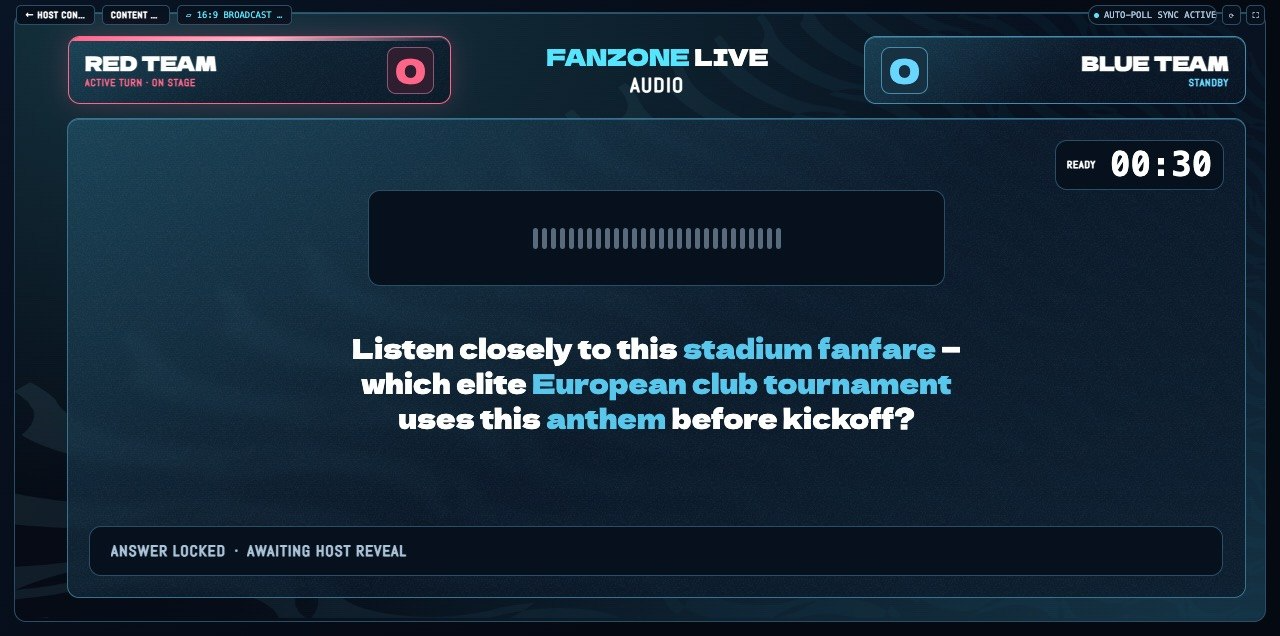 ← HOST CON...
CONTENT ...
16:9 BROADCAST ...
AUTO-POLL SYNC ACTIVE
RED TEAM
ACTIVE TURN · ON STAGE
0
FANZONE LIVE
AUDIO
0
BLUE TEAM
STANDBY
READY 00:30
Listen closely to this stadium fanfare –
which elite European club tournament
uses this anthem before kickoff?
ANSWER LOCKED · AWAITING HOST REVEAL